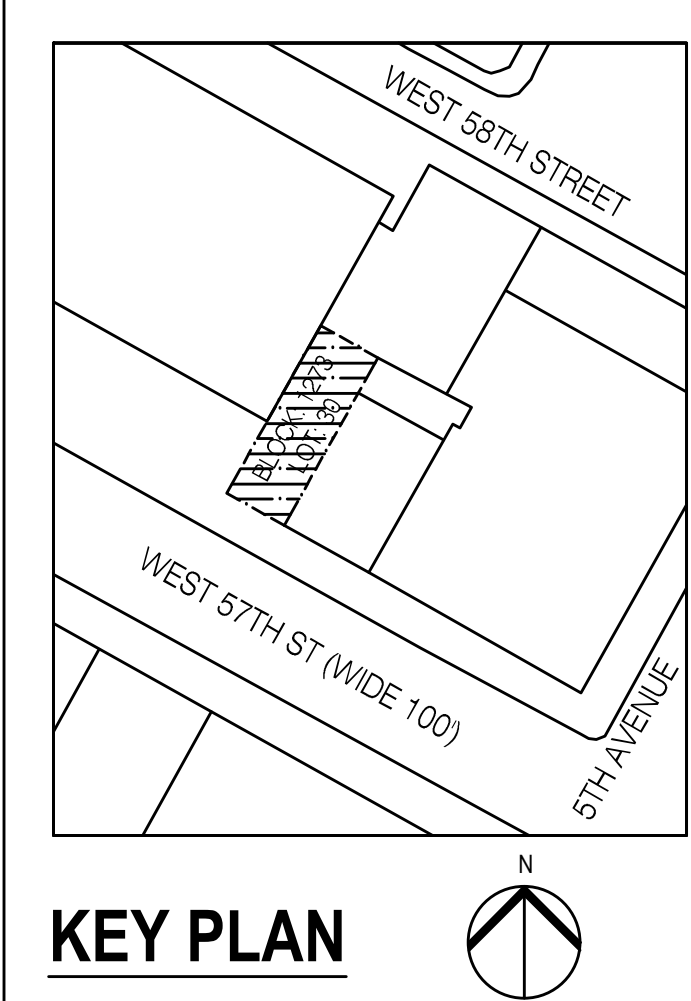 WEST 58TH STREET
BLOCK: 1273
LOT: 30
WEST 57TH ST (WIDE 100')
5TH AVENUE
N
KEY PLAN